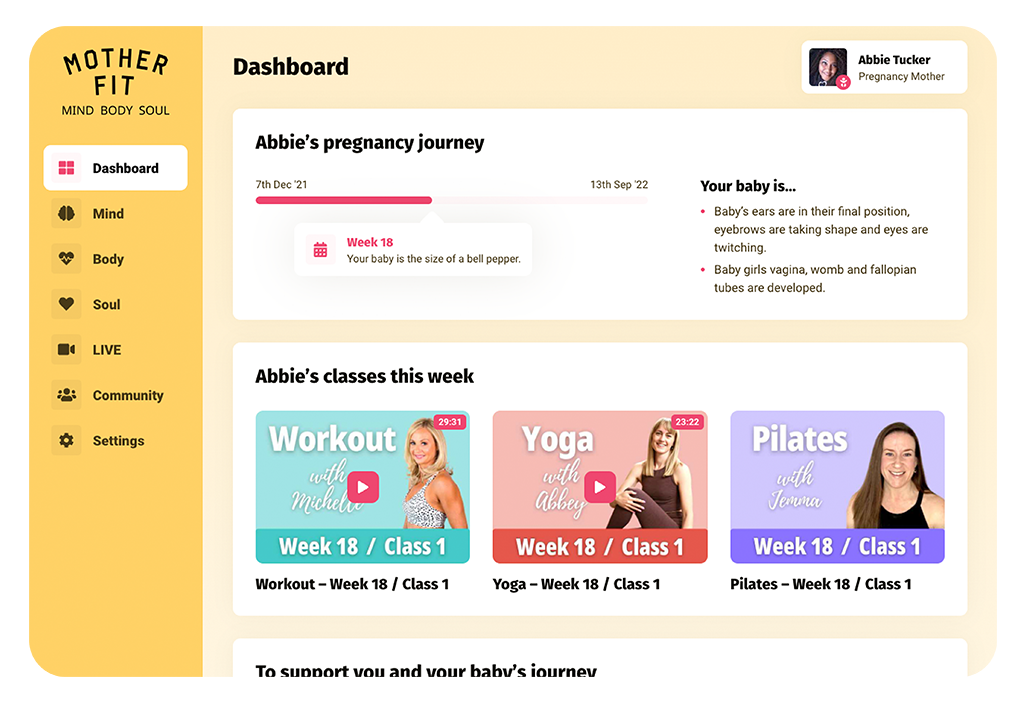 MOTHER
FIT
MIND BODY SOUL
Dashboard
Mind
Body
Soul
LIVE
Community
Settings
Dashboard
Abbie Tucker
Pregnancy Mother
Abbie’s pregnancy journey
7th Dec '21
13th Sep '22
Week 18
Your baby is the size of a bell pepper.
Your baby is...
Baby’s ears are in their final position,
eyebrows are taking shape and eyes are
twitching.
Baby girls vagina, womb and fallopian
tubes are developed.
Abbie’s classes this week
29:31
Workout
with
Michelle
Week 18 / Class 1
Workout – Week 18 / Class 1
23:22
Yoga
with
Abbey
Week 18 / Class 1
Yoga – Week 18 / Class 1
Pilates
with
Jemma
Week 18 / Class 1
Pilates – Week 18 / Class 1
To support you and your baby’s journey